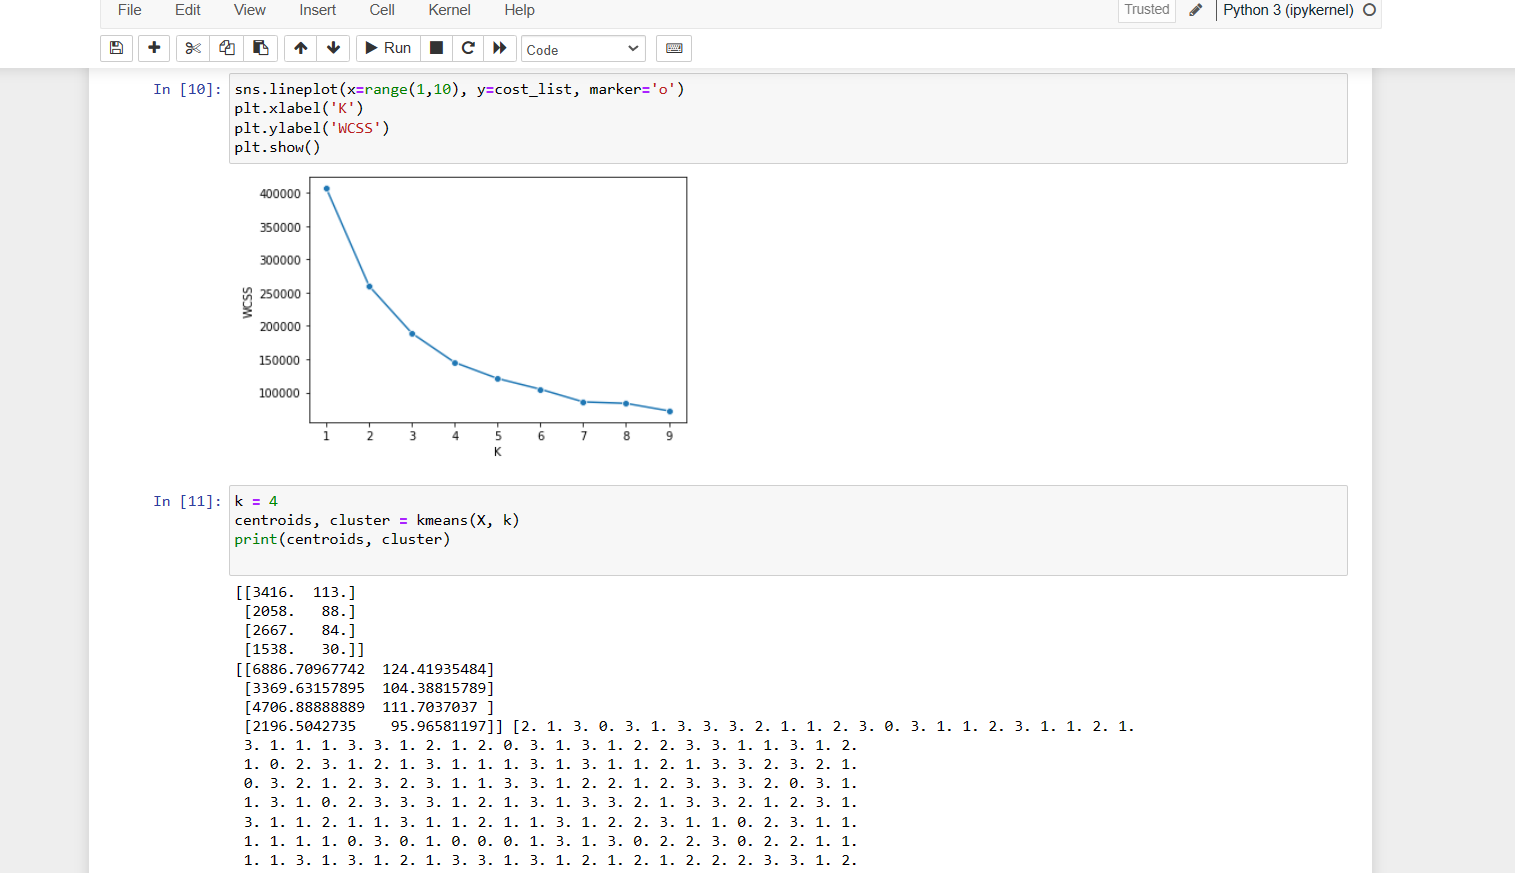 File Edit View Insert Cell Kernel Help Trusted Python 3 (ipykernel)
Run Code
In [10]: sns.lineplot(x=range(1,10), y=cost_list, marker='o')
plt.xlabel('K')
plt.ylabel('WCSS')
plt.show()
400000
350000
300000
250000
200000
150000
100000
WCSS
1 2 3 4 5 6 7 8 9
K
In [11]: k = 4
centroids, cluster = kmeans(X, k)
print(centroids, cluster)
[[3416. 113.]
[2058. 88.]
[2667. 84.]
[1538. 30.]]
[[6886.70967742 124.41935484]
[3369.63157895 104.38815789]
[4706.88888889 111.7037037 ]
[2196.5042735 95.96581197]] [2. 1. 3. 0. 3. 1. 3. 3. 3. 2. 1. 1. 2. 3. 0. 3. 1. 1. 2. 3. 1. 1. 2. 1.
3. 1. 1. 1. 3. 3. 1. 2. 1. 2. 0. 3. 1. 3. 1. 2. 2. 3. 3. 1. 1. 3. 1. 2.
1. 0. 2. 3. 1. 2. 1. 3. 1. 1. 1. 3. 1. 3. 1. 1. 2. 1. 3. 3. 2. 3. 2. 1.
0. 3. 2. 1. 2. 3. 2. 3. 1. 1. 3. 3. 1. 2. 2. 1. 2. 3. 3. 3. 2. 0. 3. 1.
1. 3. 1. 0. 2. 3. 3. 3. 1. 2. 1. 3. 1. 3. 3. 2. 1. 3. 3. 2. 1. 2. 3. 1.
3. 1. 1. 2. 1. 1. 3. 1. 1. 2. 1. 1. 3. 1. 2. 2. 3. 1. 1. 0. 2. 3. 1. 1.
1. 1. 1. 1. 0. 3. 0. 1. 0. 0. 0. 1. 3. 1. 3. 0. 2. 2. 3. 0. 2. 2. 1. 1.
1. 1. 3. 1. 3. 1. 2. 1. 3. 3. 1. 3. 1. 2. 1. 2. 1. 2. 2. 2. 3. 3. 1. 2.